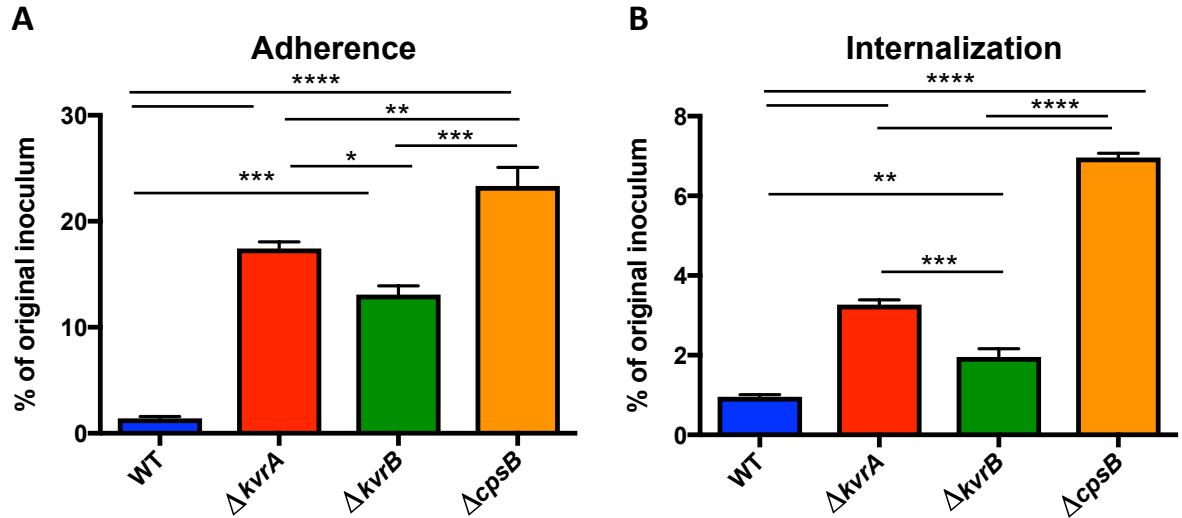 A
Adherence
% of original inoculum
30
20
10
0
****
**
***
*
***
WT
ΔkvrA
ΔkvrB
ΔcpsB
B
Internalization
% of original inoculum
8
6
4
2
0
****
****
**
***
WT
ΔkvrA
ΔkvrB
ΔcpsB